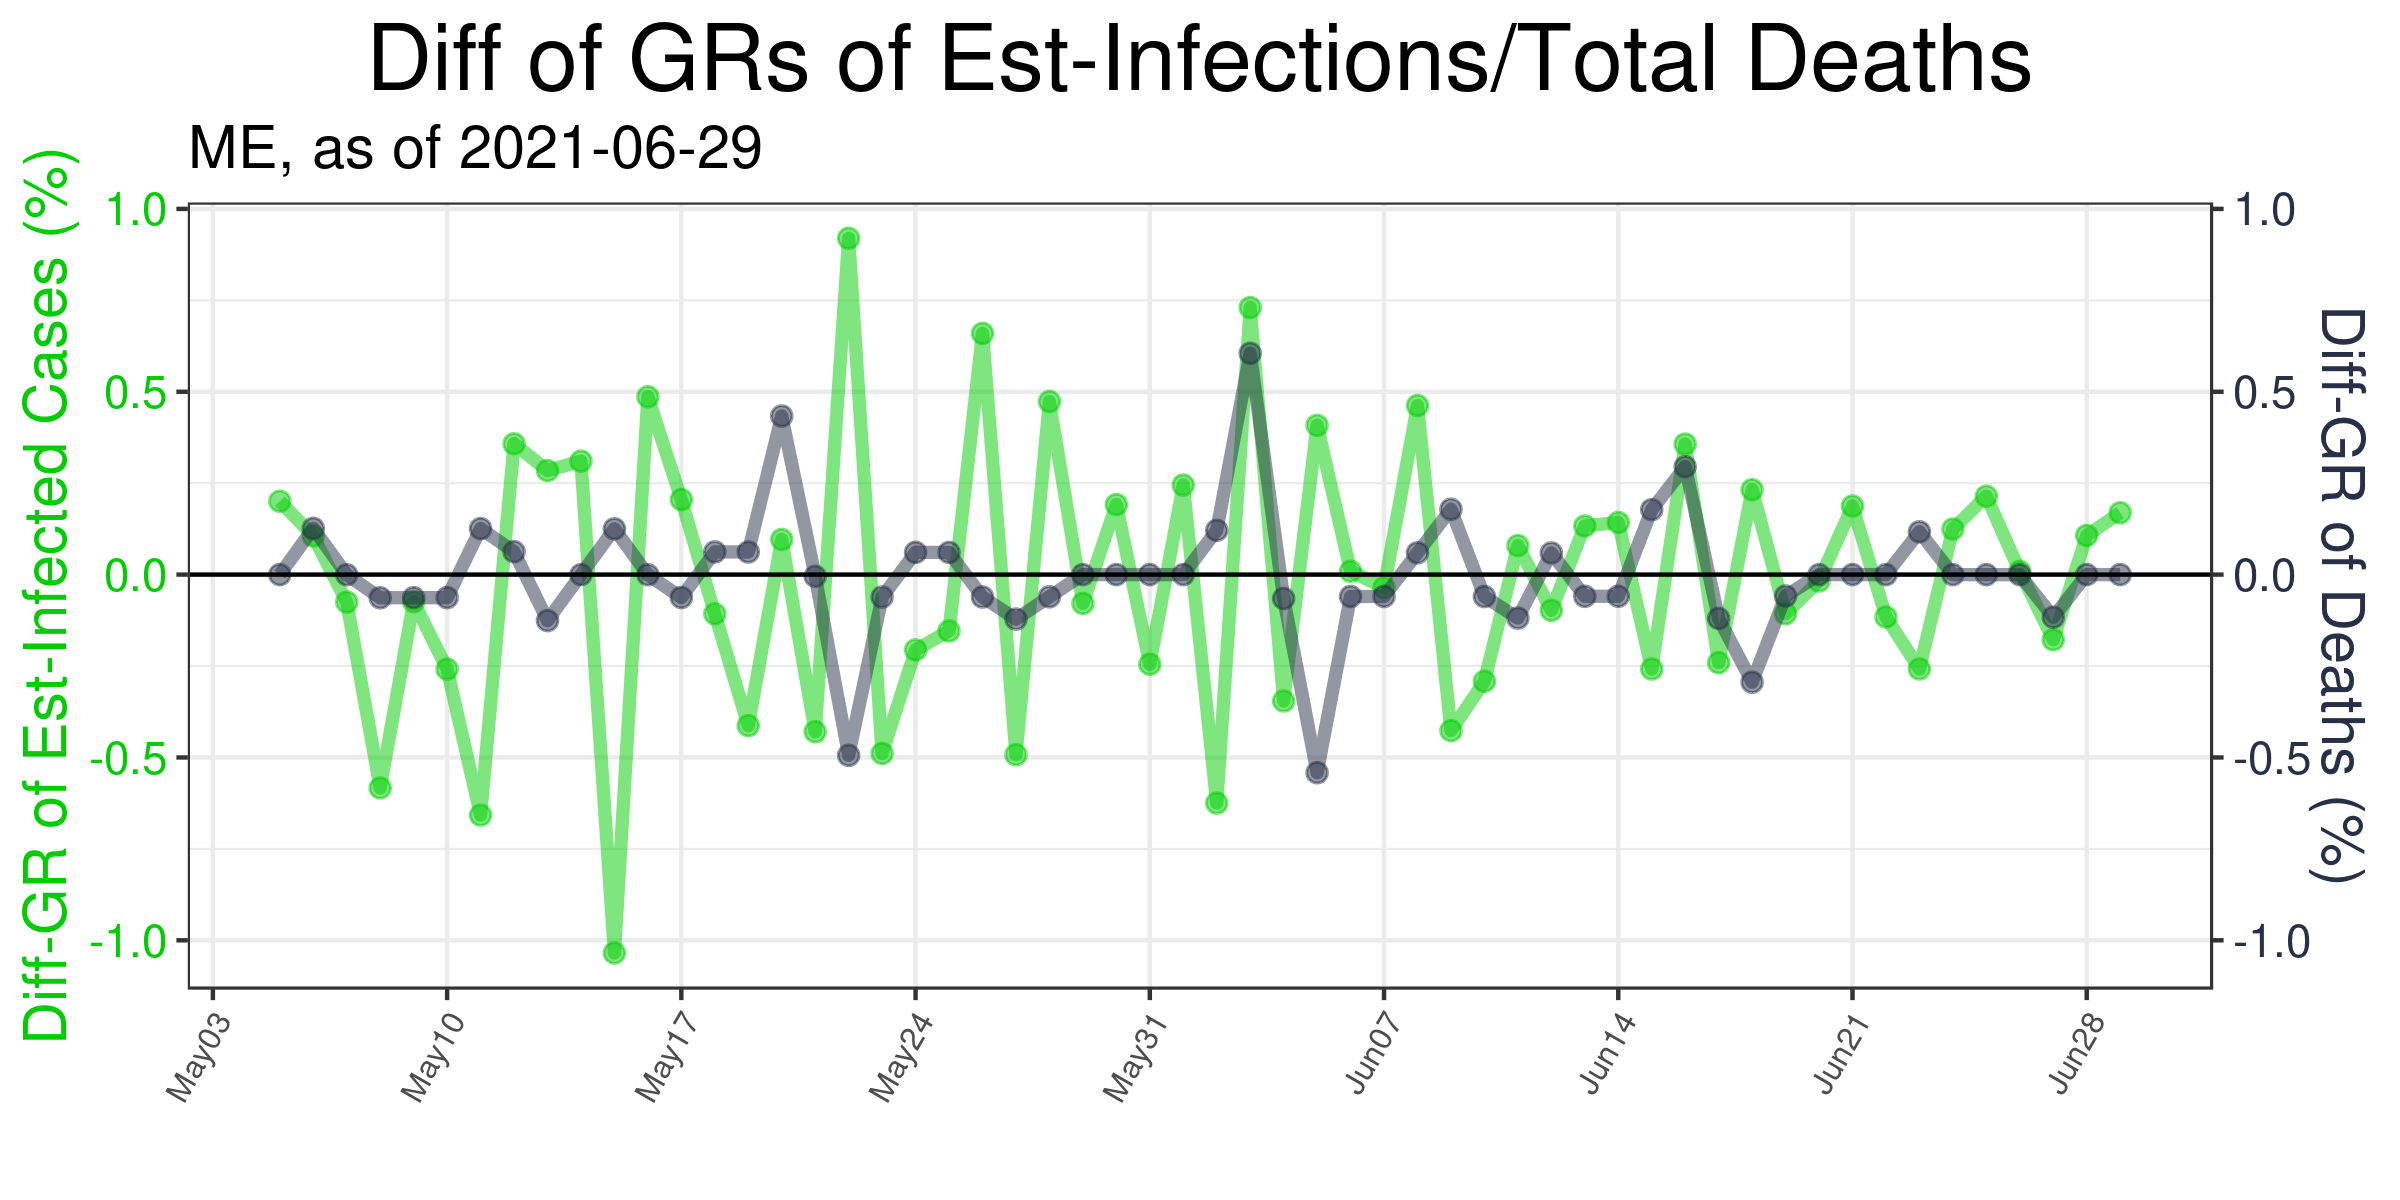 Diff of GRs of Est-Infections/Total Deaths
ME, as of 2021-06-29
Diff-GR of Est-Infected Cases (%)
1.0
0.5
0.0
-0.5
-1.0
1.0
0.5
0.0
-0.5
-1.0
Diff-GR of Deaths (%)
May03
May10
May17
May24
May31
Jun07
Jun14
Jun21
Jun28